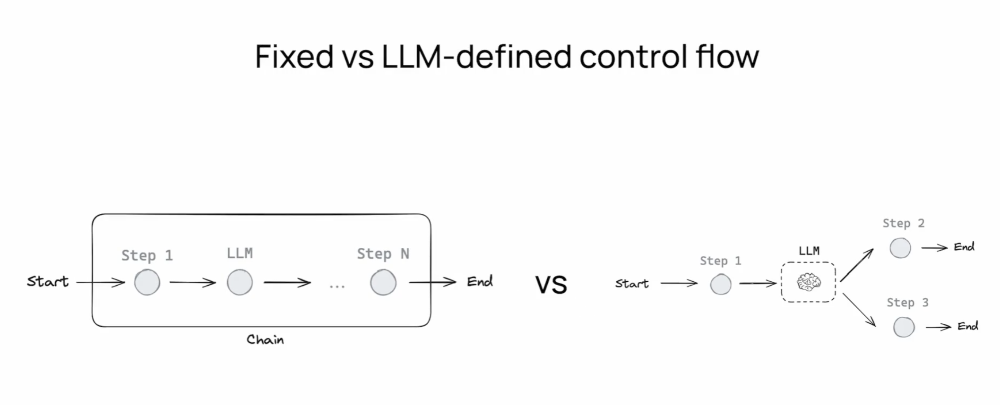 Fixed vs LLM-defined control flow
Start
Step 1
LLM
...
Step N
End
Chain
VS
Start
Step 1
LLM
Step 2
End
Step 3
End